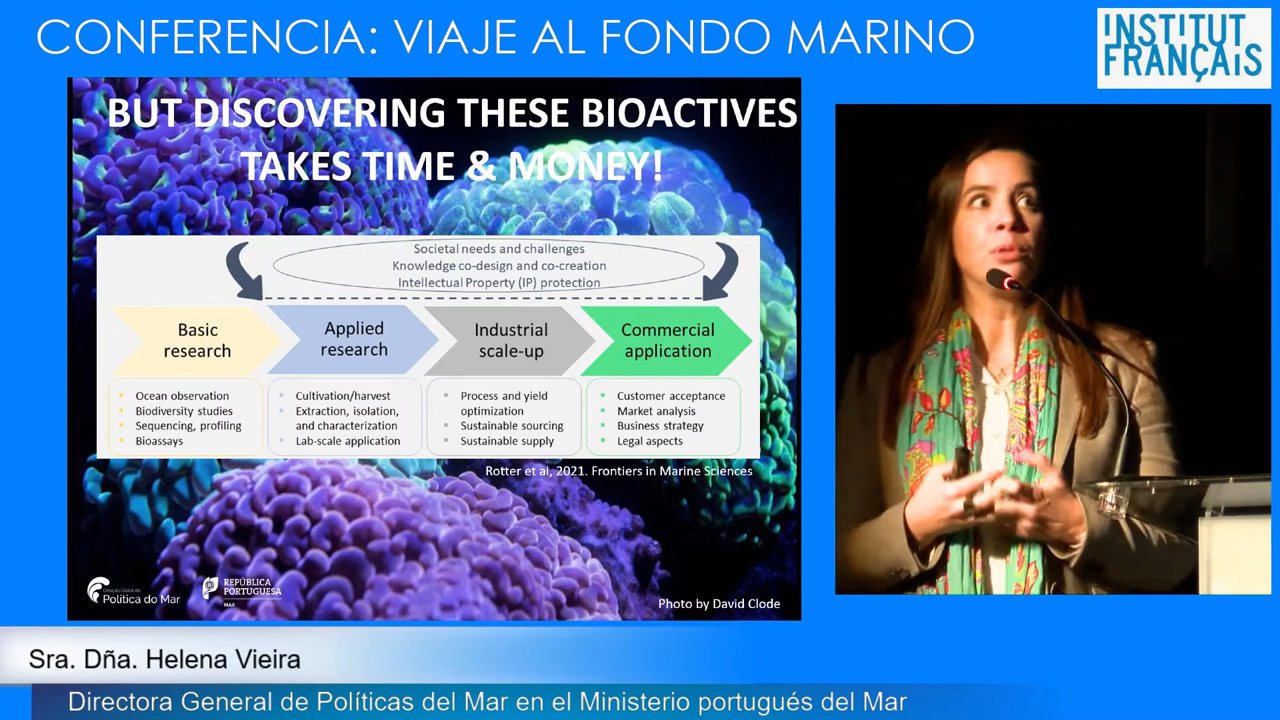 CONFERENCIA: VIAJE AL FONDO MARINO
INSTITUT
FRANÇAIS
BUT DISCOVERING THESE BIOACTIVES
TAKES TIME & MONEY!
Societal needs and challenges
Knowledge co-design and co-creation
Intellectual Property (IP) protection
Basic
research
Applied
research
Industrial
scale-up
Commercial
application
Ocean observation
Biodiversity studies
Sequencing, profiling
Bioassays
Cultivation/harvest
Extraction, isolation,
and characterization
Lab-scale application
Process and yield
optimization
Sustainable sourcing
Sustainable supply
Customer acceptance
Market analysis
Business strategy
Legal aspects
Rotter et al, 2021. Frontiers in Marine Sciences
Direção-Geral de
Política do Mar
REPÚBLICA
PORTUGUESA
MAR
Photo by David Clode
Sra. Dña. Helena Vieira
Directora General de Políticas del Mar en el Ministerio portugués del Mar